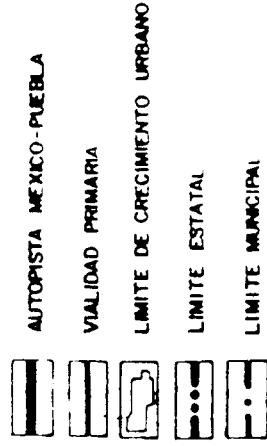 AUTOPISTA MEXICO-PUEBLA
VIALIDAD PRIMARIA
LIMITE DE CRECIMIENTO URBANO
LIMITE ESTATAL
LIMITE MUNICIPAL